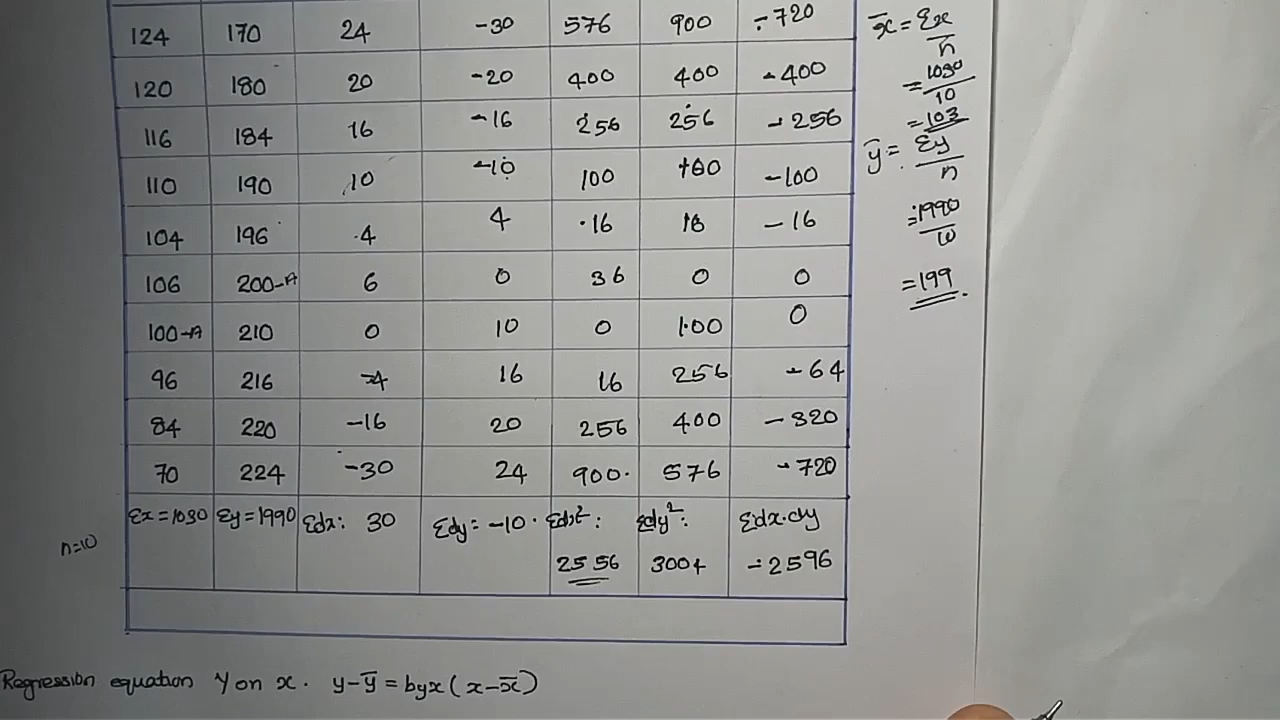 124 170 24 -30 576 900 -720
120 180 20 -20 400 400 -400
116 184 16 -16 256 256 -256
110 190 10 -10 100 100 -100
104 196 4 4 16 16 -16
106 200-A 6 0 36 0 0
100-A 210 0 10 0 100 0
96 216 -4 16 16 256 -64
84 220 -16 20 256 400 -320
70 224 -30 24 900 576 -720
Σx=1030 Σy=1990 Σdx: 30 Σdy= -10 Σdx²: Σdy²: Σdx.dy
2556 3004 -2596
n=10
x̄ = Σx/n
= 1030/10
= 103
ȳ = Σy/n
= 1990/10
= 199
Regression equation Y on x. y-ȳ = byx (x-x̄)